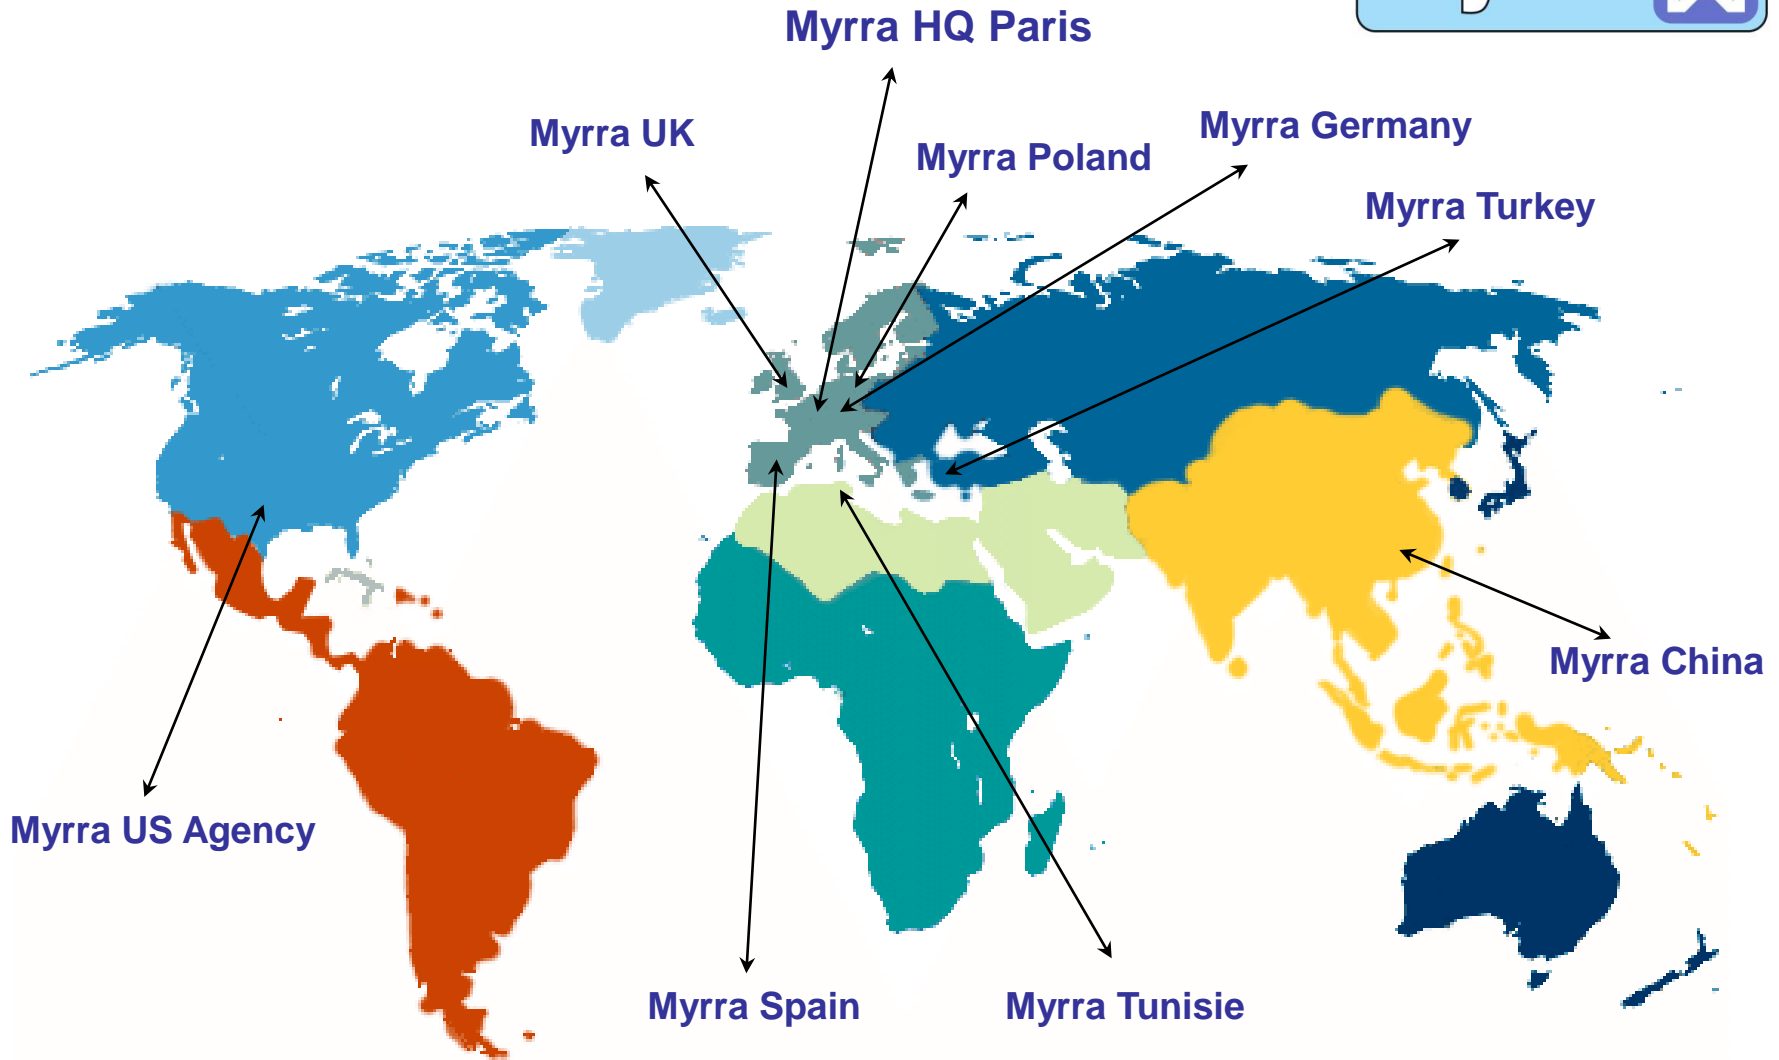 Myrra HQ Paris
Myrra UK
Myrra Poland
Myrra Germany
Myrra Turkey
Myrra China
Myrra US Agency
Myrra Spain
Myrra Tunisie